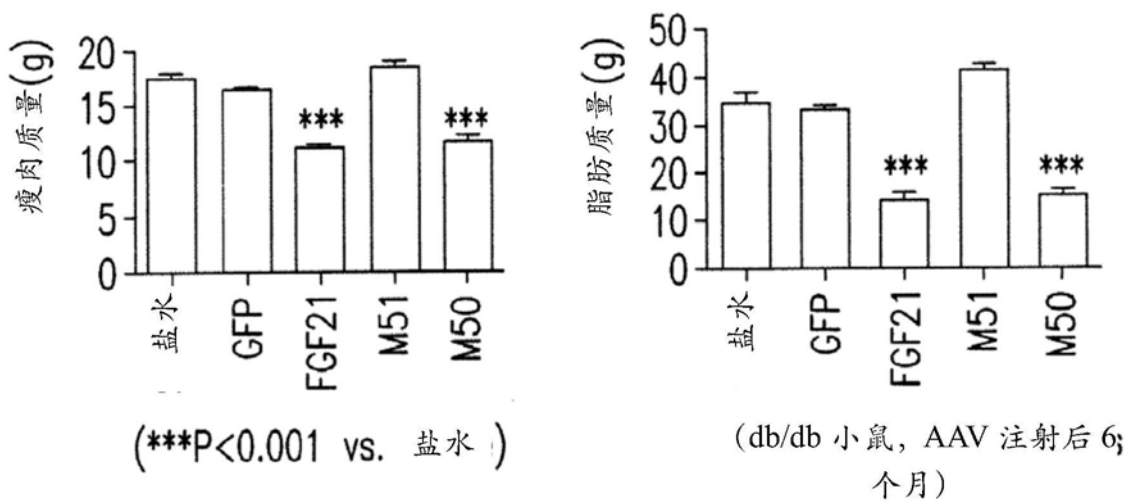 瘦肉质量(g)
20
15
10
5
0
***
***
盐水
GFP
FGF21
M51
M50
(***P<0.001 vs. 盐水)
脂肪质量(g)
50
40
30
20
10
0
***
***
盐水
GFP
FGF21
M51
M50
(db/db 小鼠, AAV 注射后 6;
个月)